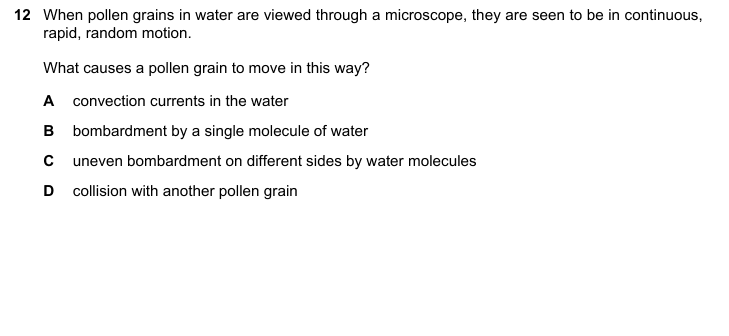 12 When pollen grains in water are viewed through a microscope, they are seen to be in continuous,
rapid, random motion.
What causes a pollen grain to move in this way?
A convection currents in the water
B bombardment by a single molecule of water
C uneven bombardment on different sides by water molecules
D collision with another pollen grain